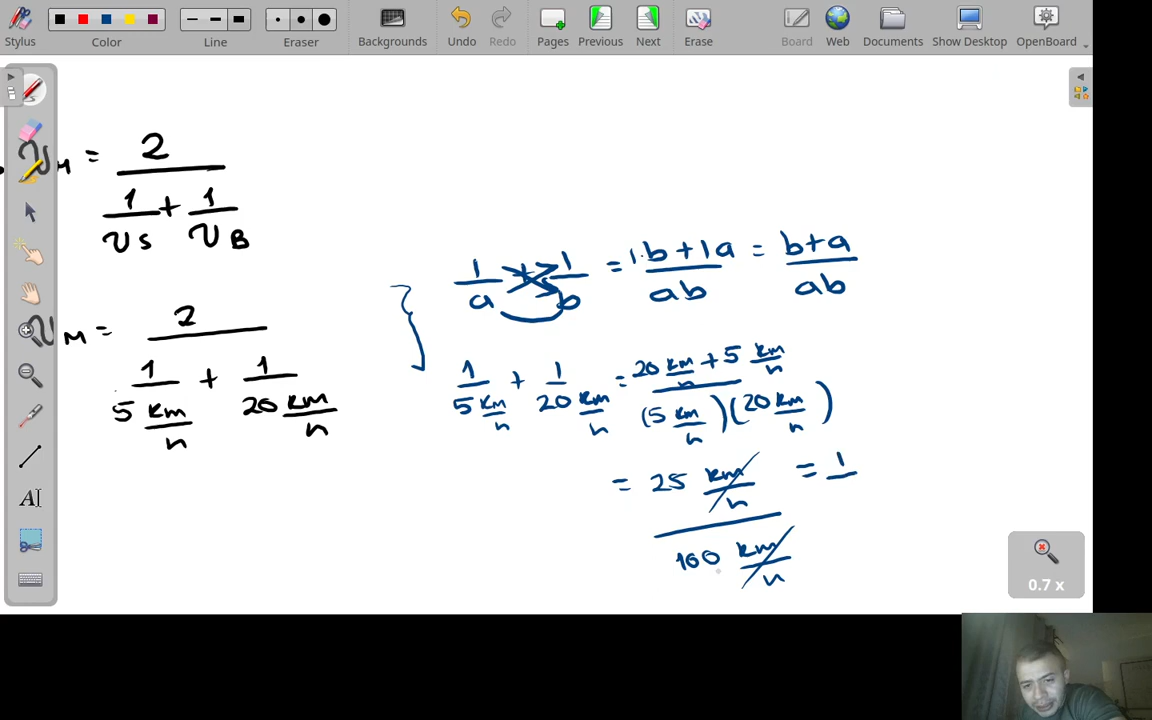 Stylus Color Line Eraser Backgrounds Undo Redo Pages Previous Next Erase Board Web Documents Show Desktop OpenBoard
𝑣M = 2 / (1/𝑣S + 1/𝑣B)
1/a + 1/b = (1·b + 1a)/ab = (b+a)/ab
𝑣M = 2 / (1/(5 km/h) + 1/(20 km/h))
1/(5 km/h) + 1/(20 km/h) = (20 km/h + 5 km/h) / (5 km/h)(20 km/h)
= 25 km/h / 100 km/h = 1/
0.7 x